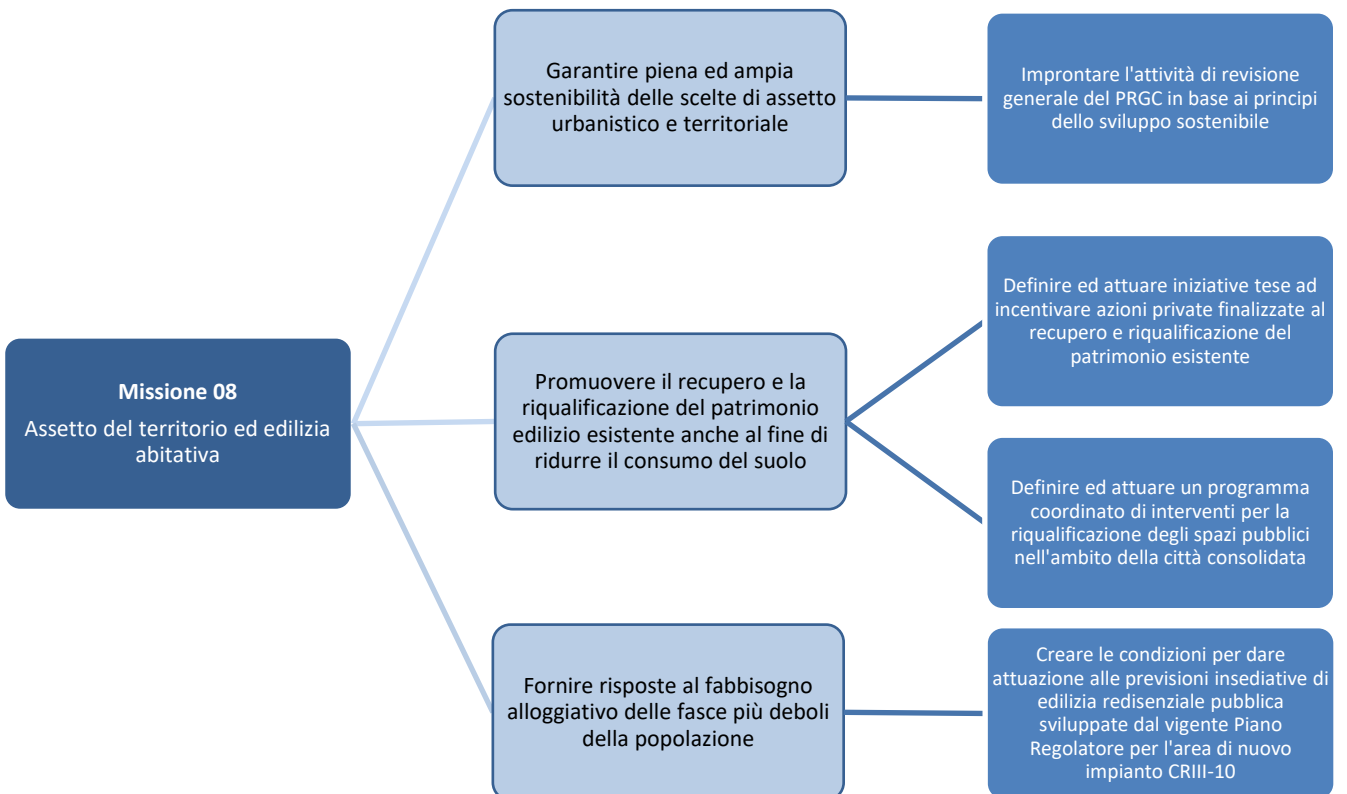 Missione 08
Assetto del territorio ed edilizia
abitativa
Garantire piena ed ampia
sostenibilità delle scelte di assetto
urbanistico e territoriale
Improntare l'attività di revisione
generale del PRGC in base ai principi
dello sviluppo sostenibile
Promuovere il recupero e la
riqualificazione del patrimonio
edilizio esistente anche al fine di
ridurre il consumo del suolo
Definire ed attuare iniziative tese ad
incentivare azioni private finalizzate al
recupero e riqualificazione del
patrimonio esistente
Definire ed attuare un programma
coordinato di interventi per la
riqualificazione degli spazi pubblici
nell'ambito della città consolidata
Fornire risposte al fabbisogno
alloggiativo delle fasce più deboli
della popolazione
Creare le condizioni per dare
attuazione alle previsioni insediative di
edilizia redisenziale pubblica
sviluppate dal vigente Piano
Regolatore per l'area di nuovo
impianto CRIII-10